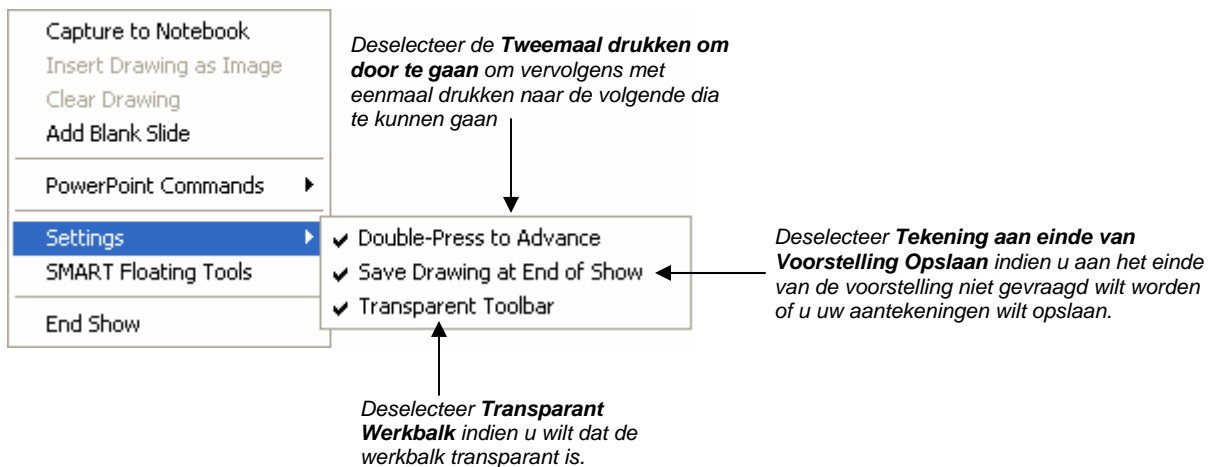 Capture to Notebook
Insert Drawing as Image
Clear Drawing
Add Blank Slide
PowerPoint Commands
Settings
SMART Floating Tools
End Show
Deselecteer de Tweemaal drukken om
door te gaan om vervolgens met
eenmaal drukken naar de volgende dia
te kunnen gaan
Double-Press to Advance
Save Drawing at End of Show
Transparent Toolbar
Deselecteer Tekening aan einde van
Voorstelling Opslaan indien u aan het einde
van de voorstelling niet gevraagd wilt worden
of u uw aantekeningen wilt opslaan.
Deselecteer Transparant
Werkbalk indien u wilt dat de
werkbalk transparant is.